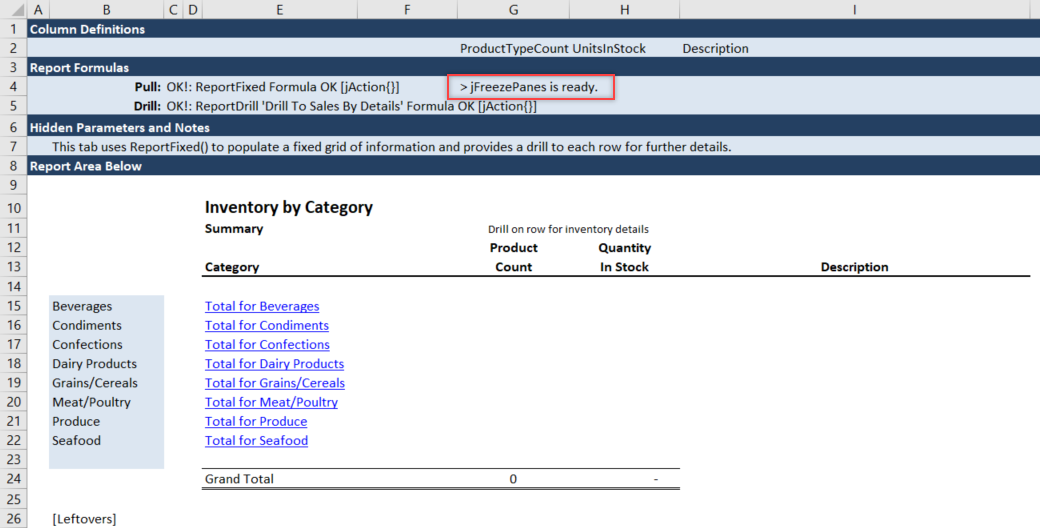 A B C D E F G H I
1 Column Definitions
2 ProductTypeCount UnitsInStock Description
3 Report Formulas
4 Pull: OK!: ReportFixed Formula OK [jAction{}] > jFreezePanes is ready.
5 Drill: OK!: ReportDrill 'Drill To Sales By Details' Formula OK [jAction{}]
6 Hidden Parameters and Notes
7 This tab uses ReportFixed() to populate a fixed grid of information and provides a drill to each row for further details.
8 Report Area Below
9
10 Inventory by Category
11 Summary Drill on row for inventory details
12 Product Quantity
13 Category Count In Stock Description
14
15 Beverages Total for Beverages
16 Condiments Total for Condiments
17 Confections Total for Confections
18 Dairy Products Total for Dairy Products
19 Grains/Cereals Total for Grains/Cereals
20 Meat/Poultry Total for Meat/Poultry
21 Produce Total for Produce
22 Seafood Total for Seafood
23
24 Grand Total 0 -
25
26 [Leftovers]